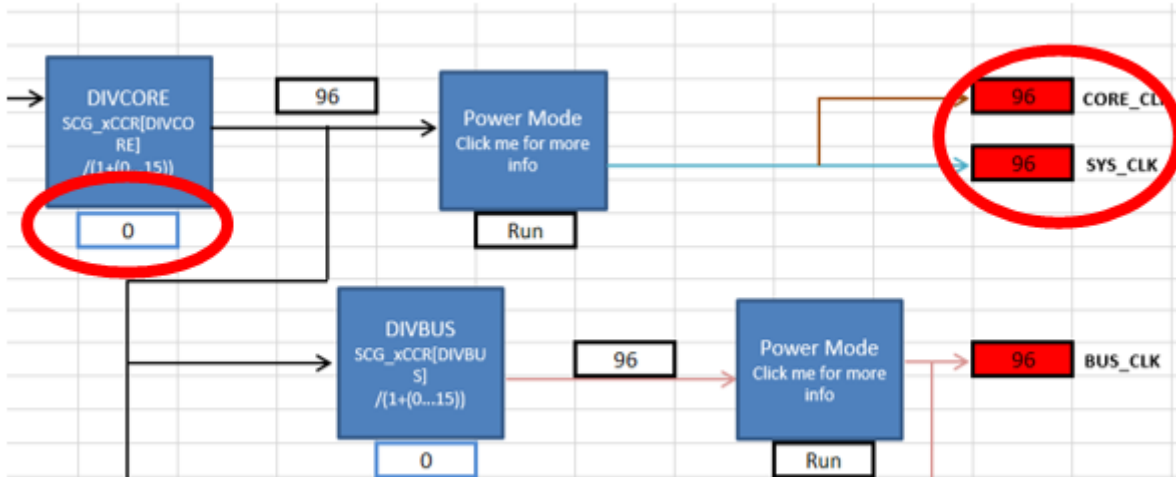 DIVCORE
SCG_xCCR[DIVCO
RE]
/(1+(0...15))
0
96
Power Mode
Click me for more
info
Run
96
CORE_CL
96
SYS_CLK
DIVBUS
SCG_xCCR[DIVBU
S]
/(1+(0...15))
0
96
Power Mode
Click me for more
info
Run
96
BUS_CLK